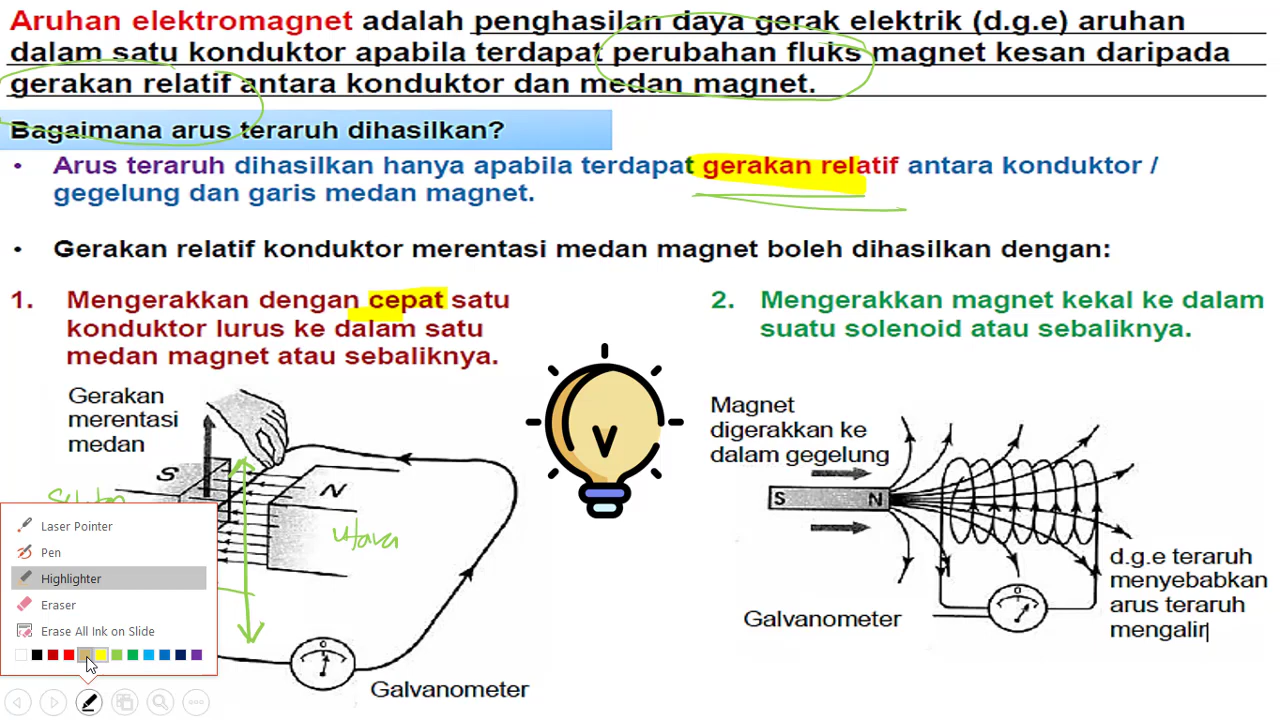 Aruhan elektromagnet adalah penghasilan daya gerak elektrik (d.g.e) aruhan
dalam satu konduktor apabila terdapat perubahan fluks magnet kesan daripada
gerakan relatif antara konduktor dan medan magnet.
Bagaimana arus teraruh dihasilkan?
• Arus teraruh dihasilkan hanya apabila terdapat gerakan relatif antara konduktor /
gegelung dan garis medan magnet.
• Gerakan relatif konduktor merentasi medan magnet boleh dihasilkan dengan:
1. Mengerakkan dengan cepat satu
konduktor lurus ke dalam satu
medan magnet atau sebaliknya.
Gerakan
merentasi
medan
S
N
utara
0
Galvanometer
2. Mengerakkan magnet kekal ke dalam
suatu solenoid atau sebaliknya.
Magnet
digerakkan ke
dalam gegelung
S N
0
Galvanometer
d.g.e teraruh
menyebabkan
arus teraruh
mengalir
Laser Pointer
Pen
Highlighter
Eraser
Erase All Ink on Slide